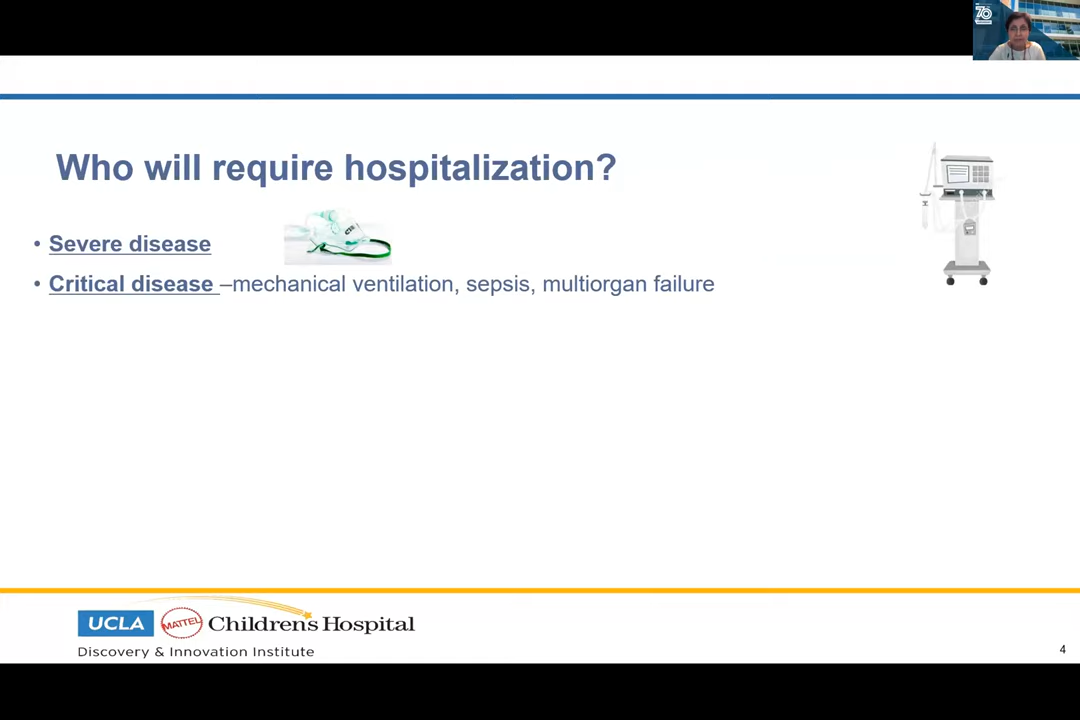 70
Who will require hospitalization?
• Severe disease
• Critical disease –mechanical ventilation, sepsis, multiorgan failure
UCLA MATTEL Childrens Hospital
Discovery & Innovation Institute
4